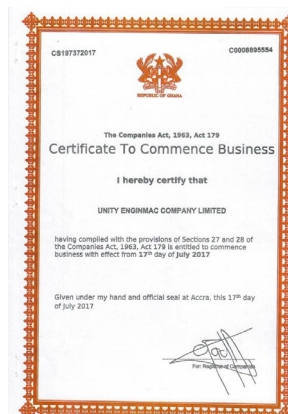 CS197372017
C0008895554
REPUBLIC OF GHANA
The Companies Act, 1963, Act 179
Certificate To Commence Business
I hereby certify that
UNITY ENGINMAC COMPANY LIMITED
having complied with the provisions of Sections 27 and 28 of
the Companies Act, 1963, Act 179 is entitled to commence
business with effect from 17th day of July 2017
Given under my hand and official seal at Accra, this 17th day
of July 2017
For: Registrar of Companies